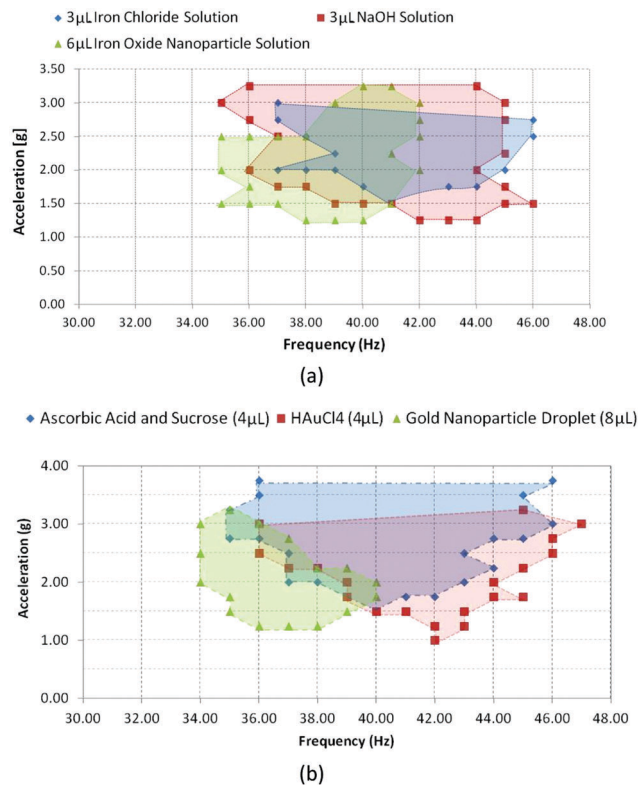 3µL Iron Chloride Solution 3µL NaOH Solution
6µL Iron Oxide Nanoparticle Solution
3.50
3.00
2.50
2.00
1.50
1.00
0.50
0.00
Acceleration [g]
30.00 32.00 34.00 36.00 38.00 40.00 42.00 44.00 46.00 48.00
Frequency (Hz)
(a)
Ascorbic Acid and Sucrose (4µL) HAuCl4 (4µL) Gold Nanoparticle Droplet (8µL)
4.00
3.00
2.00
1.00
0.00
Acceleration (g)
30.00 32.00 34.00 36.00 38.00 40.00 42.00 44.00 46.00 48.00
Frequency (Hz)
(b)